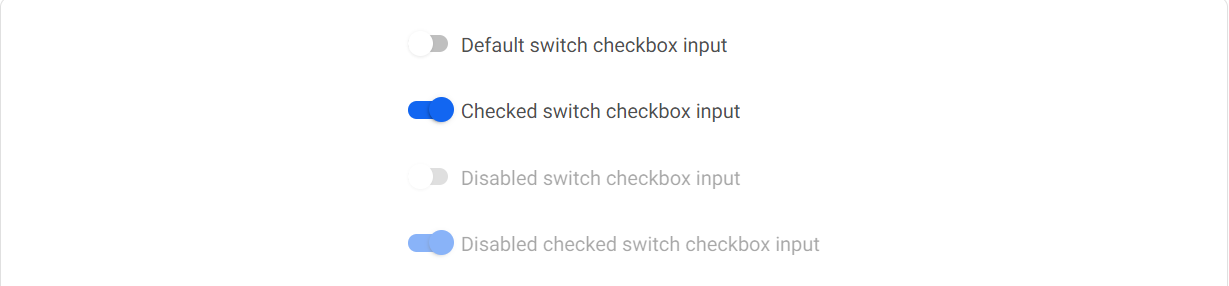 Default switch checkbox input
Checked switch checkbox input
Disabled switch checkbox input
Disabled checked switch checkbox input